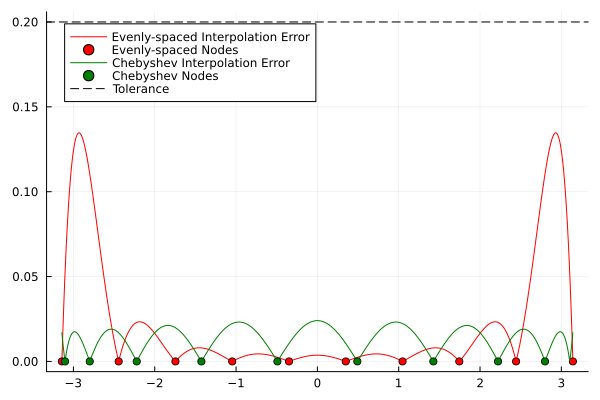 0.20
Evenly-spaced Interpolation Error
Evenly-spaced Nodes
Chebyshev Interpolation Error
Chebyshev Nodes
Tolerance
0.15
0.10
0.05
0.00
−3 −2 −1 0 1 2 3